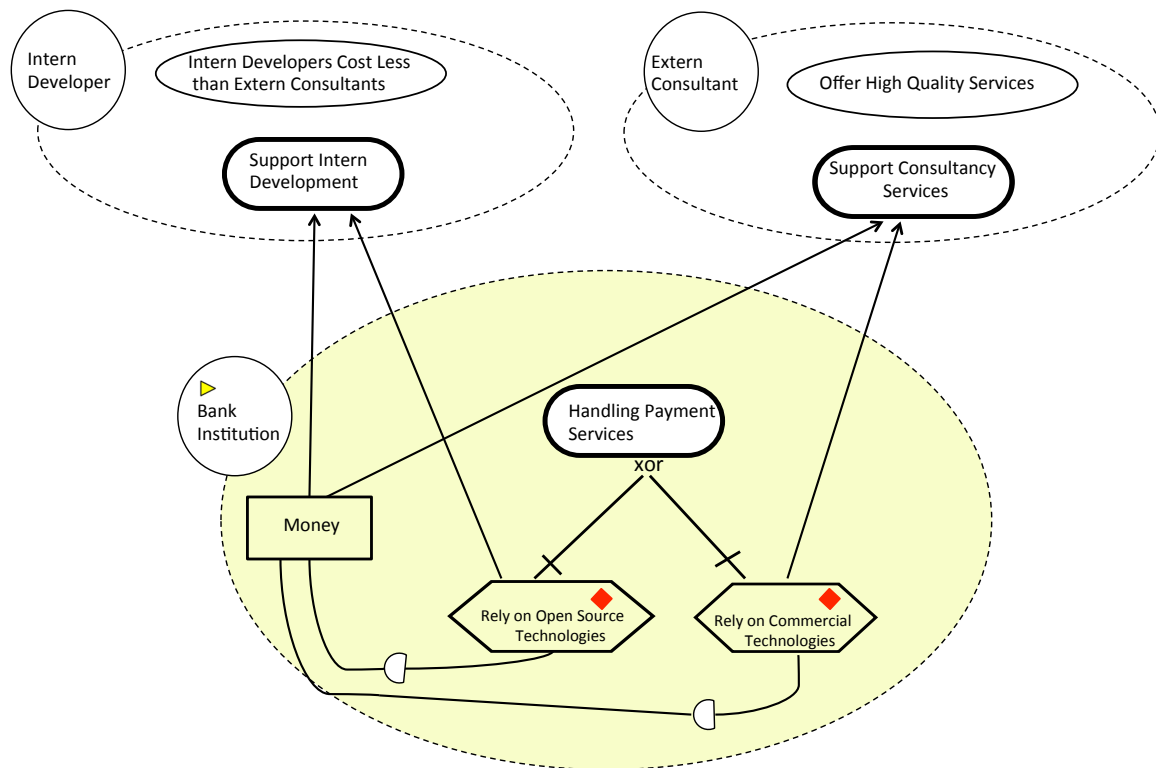 Intern
Developer
Intern Developers Cost Less
than Extern Consultants
Support Intern
Development
Extern
Consultant
Offer High Quality Services
Support Consultancy
Services
Bank
Institution
Handling Payment
Services
xor
Money
Rely on Open Source
Technologies
Rely on Commercial
Technologies